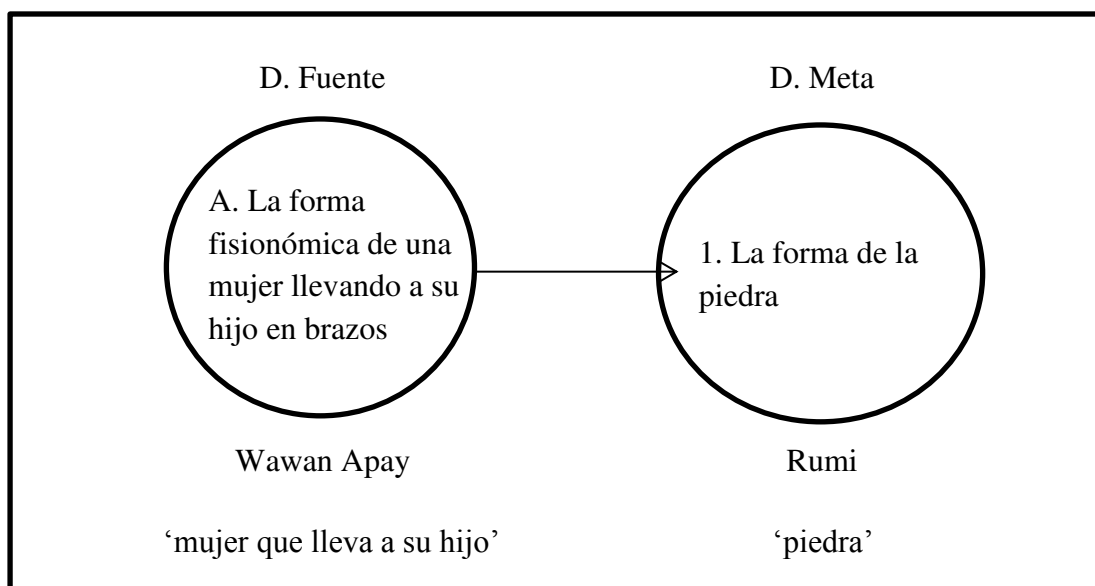 D. Fuente
D. Meta
A. La forma
fisionómica de una
mujer llevando a su
hijo en brazos
1. La forma de la
piedra
Wawan Apay
Rumi
‘mujer que lleva a su hijo’
‘piedra’